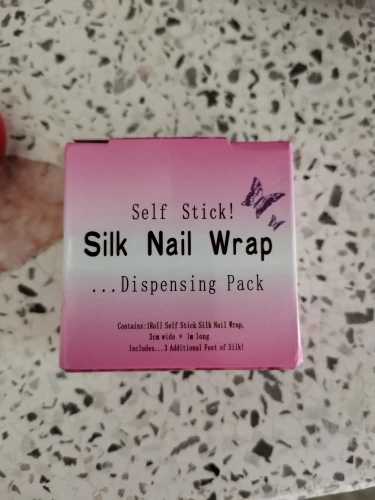 Self Stick!
Silk Nail Wrap
...Dispensing Pack
Contains:1Roll Self Stick Silk Nail Wrap,
3cm wide * 1m long
Includes...3 Additional Feet of Silk!